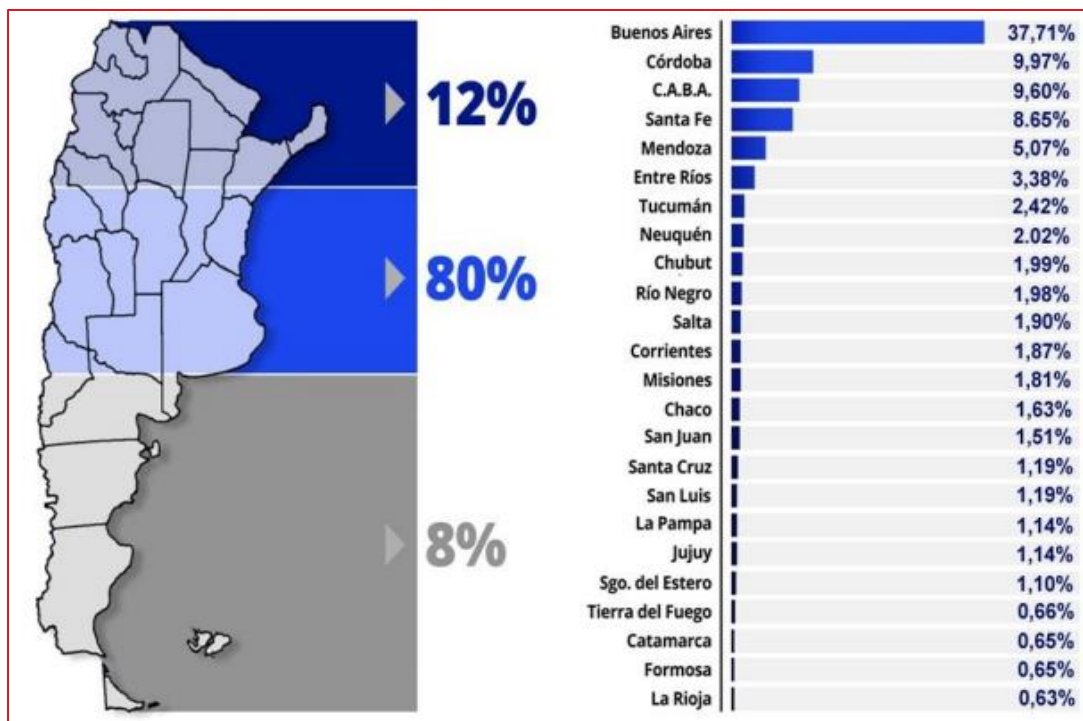 12%
80%
8%
Buenos Aires 37,71%
Córdoba 9,97%
C.A.B.A. 9,60%
Santa Fe 8.65%
Mendoza 5,07%
Entre Ríos 3,38%
Tucumán 2,42%
Neuquén 2.02%
Chubut 1,99%
Río Negro 1,98%
Salta 1,90%
Corrientes 1,87%
Misiones 1,81%
Chaco 1,63%
San Juan 1,51%
Santa Cruz 1,19%
San Luis 1,19%
La Pampa 1,14%
Jujuy 1,14%
Sgo. del Estero 1,10%
Tierra del Fuego 0,66%
Catamarca 0,65%
Formosa 0,65%
La Rioja 0,63%